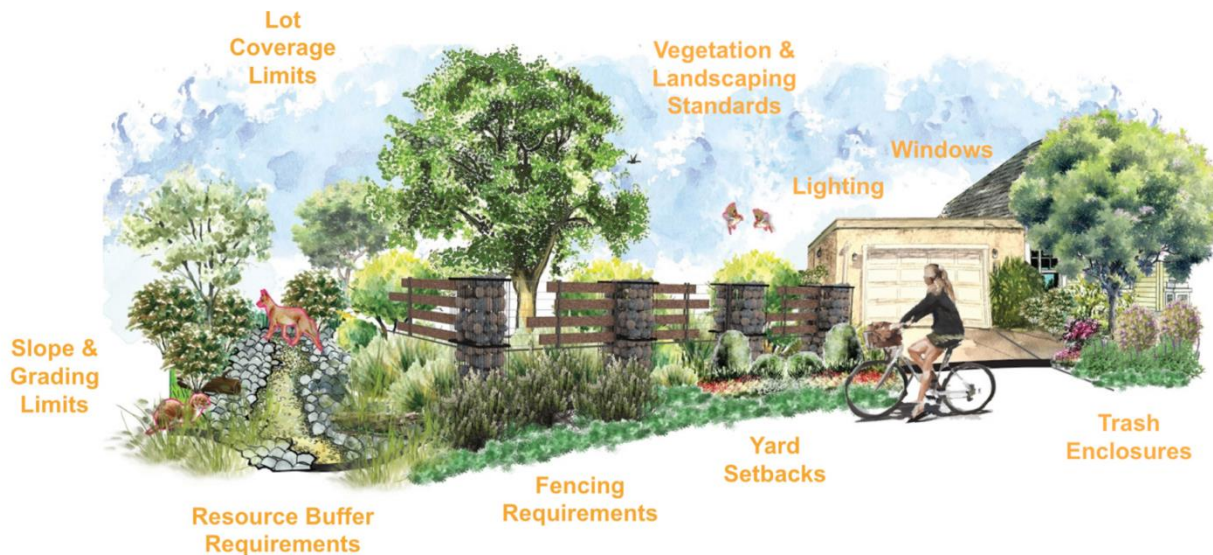 Lot
Coverage
Limits
Vegetation &
Landscaping
Standards
Windows
Lighting
Slope &
Grading
Limits
Trash
Enclosures
Yard
Setbacks
Fencing
Requirements
Resource Buffer
Requirements